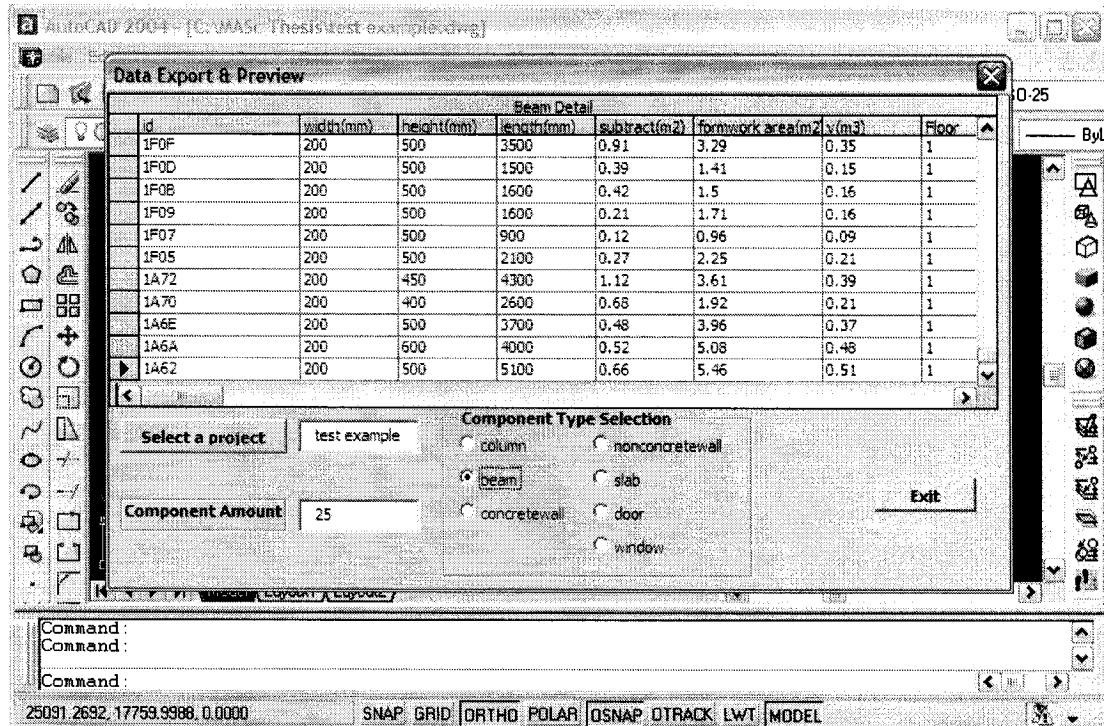 AutoCAD 2004 - [C:\MASc Thesis\test example.dwg]
Data Export & Preview
Beam Detail
id width(mm) height(mm) length(mm) subtract(m2) formwork area(m2 v(m3) Floor
1F0F 200 500 3500 0.91 3.29 0.35 1
1F0D 200 500 1500 0.39 1.41 0.15 1
1F0B 200 500 1600 0.42 1.5 0.16 1
1F09 200 500 1600 0.21 1.71 0.16 1
1F07 200 500 900 0.12 0.96 0.09 1
1F05 200 500 2100 0.27 2.25 0.21 1
1A72 200 450 4300 1.12 3.61 0.39 1
1A70 200 400 2600 0.68 1.92 0.21 1
1A6E 200 500 3700 0.48 3.96 0.37 1
1A6A 200 600 4000 0.52 5.08 0.48 1
1A62 200 500 5100 0.66 5.46 0.51 1
Select a project test example
Component Type Selection
column nonconcretewall
beam slab
concretewall door
window
Component Amount 25
Exit
Command:
Command:
Command:
25091.2692, 17759.9988, 0.0000 SNAP GRID ORTHO POLAR OSNAP OTRACK LWT MODEL